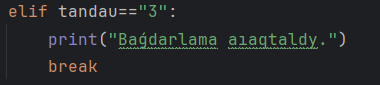 elif tandau=="3":
    print("Baǵdarlama aıaqtaldy.")
    break